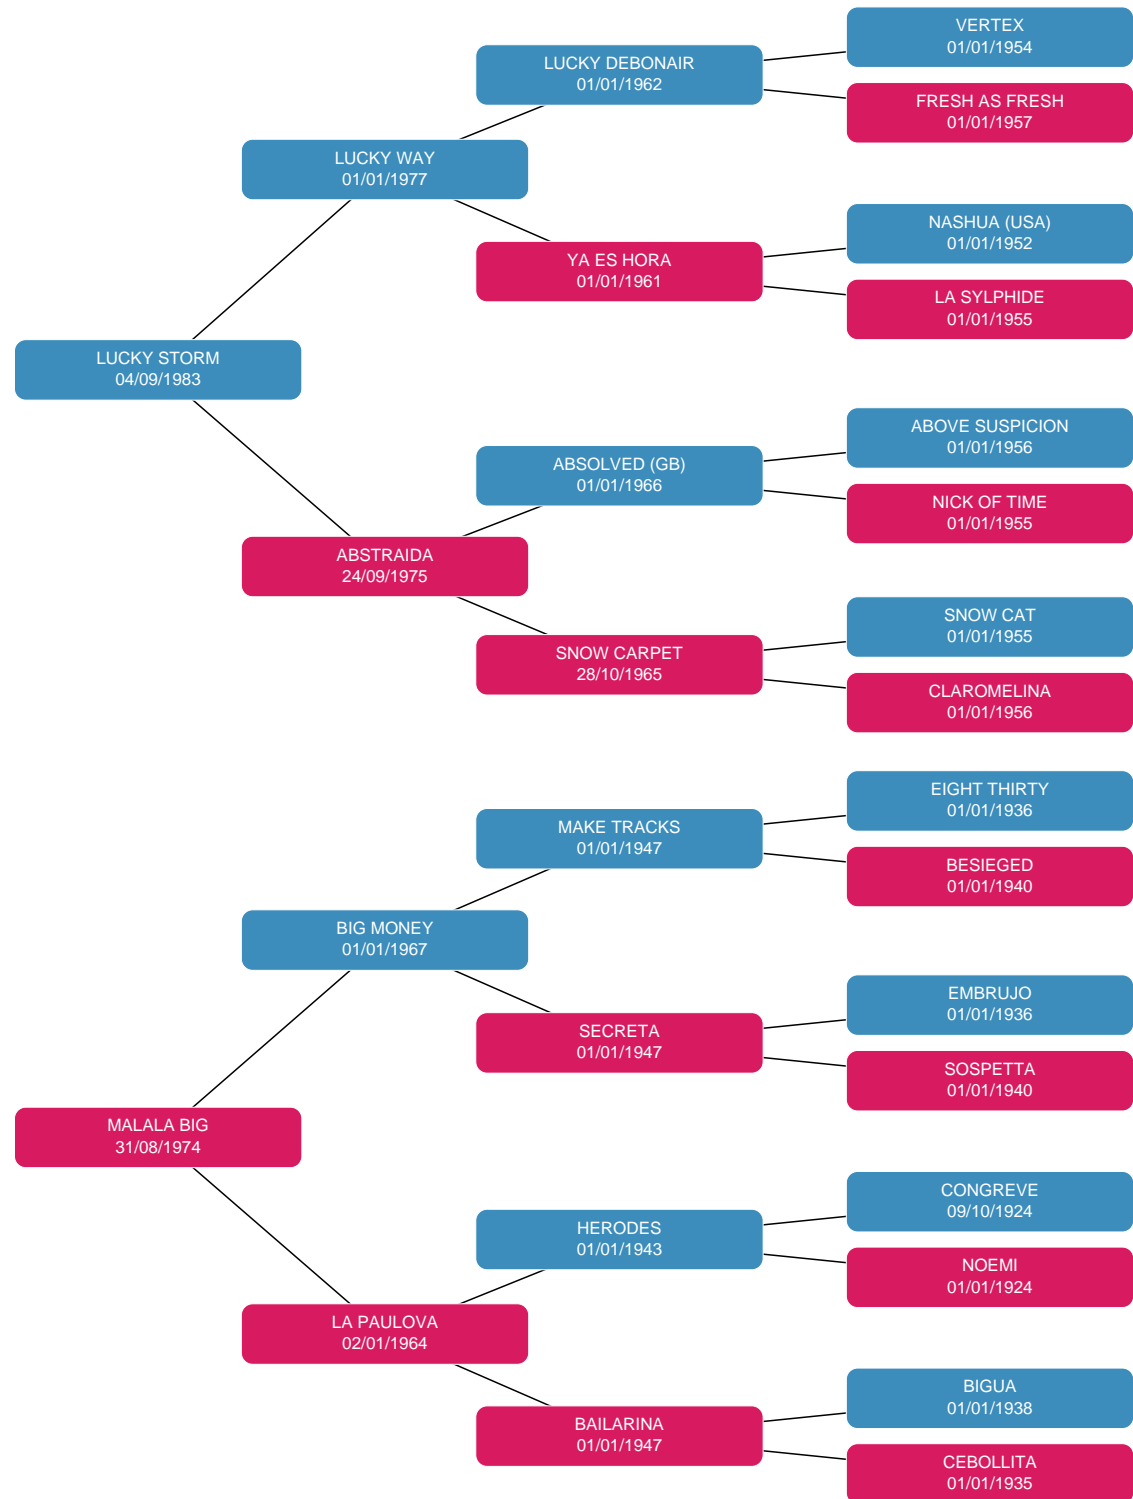 VERTEX
01/01/1954
LUCKY DEBONAIR
01/01/1962
FRESH AS FRESH
01/01/1957
LUCKY WAY
01/01/1977
NASHUA (USA)
01/01/1952
YA ES HORA
01/01/1961
LA SYLPHIDE
01/01/1955
LUCKY STORM
04/09/1983
ABOVE SUSPICION
01/01/1956
ABSOLVED (GB)
01/01/1966
NICK OF TIME
01/01/1955
ABSTRAIDA
24/09/1975
SNOW CAT
01/01/1955
SNOW CARPET
28/10/1965
CLAROMELINA
01/01/1956
EIGHT THIRTY
01/01/1936
MAKE TRACKS
01/01/1947
BESIEGED
01/01/1940
BIG MONEY
01/01/1967
EMBRUJO
01/01/1936
SECRETA
01/01/1947
SOSPETTA
01/01/1940
MALALA BIG
31/08/1974
CONGREVE
09/10/1924
HERODES
01/01/1943
NOEMI
01/01/1924
LA PAULOVA
02/01/1964
BIGUA
01/01/1938
BAILARINA
01/01/1947
CEBOLLITA
01/01/1935